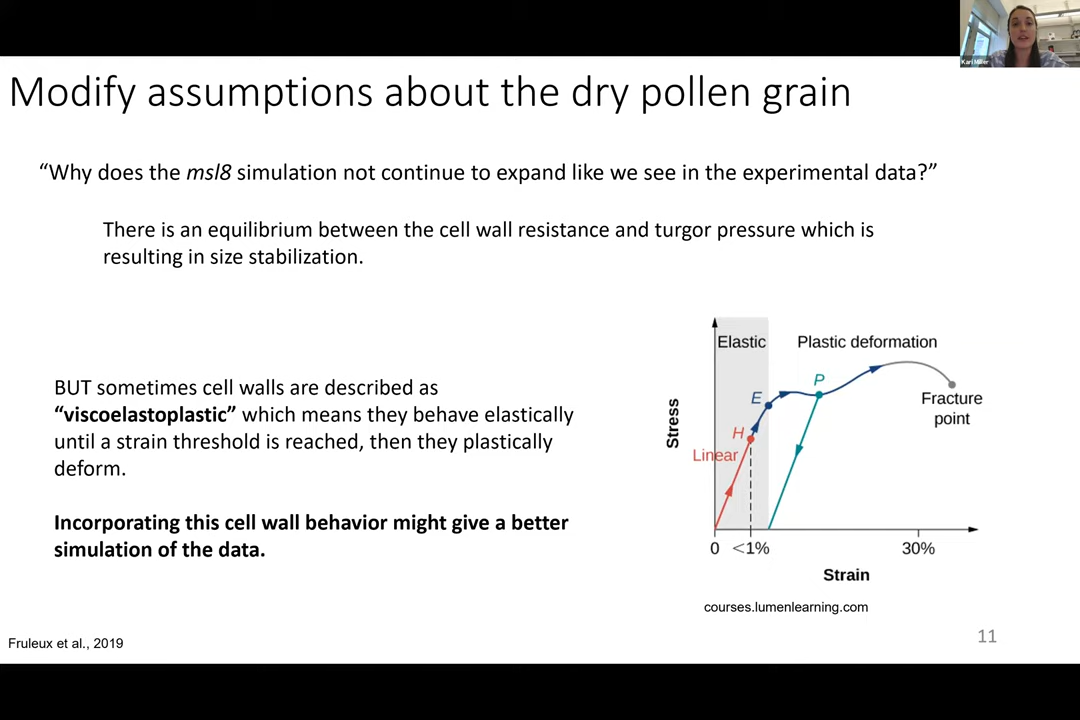 Kari Miller
Modify assumptions about the dry pollen grain
“Why does the msl8 simulation not continue to expand like we see in the experimental data?”
There is an equilibrium between the cell wall resistance and turgor pressure which is
resulting in size stabilization.
BUT sometimes cell walls are described as
“viscoelastoplastic” which means they behave elastically
until a strain threshold is reached, then they plastically
deform.
Incorporating this cell wall behavior might give a better
simulation of the data.
Elastic
Plastic deformation
P
E
Fracture
point
H
Linear
Stress
0
<1%
30%
Strain
courses.lumenlearning.com
Fruleux et al., 2019
11